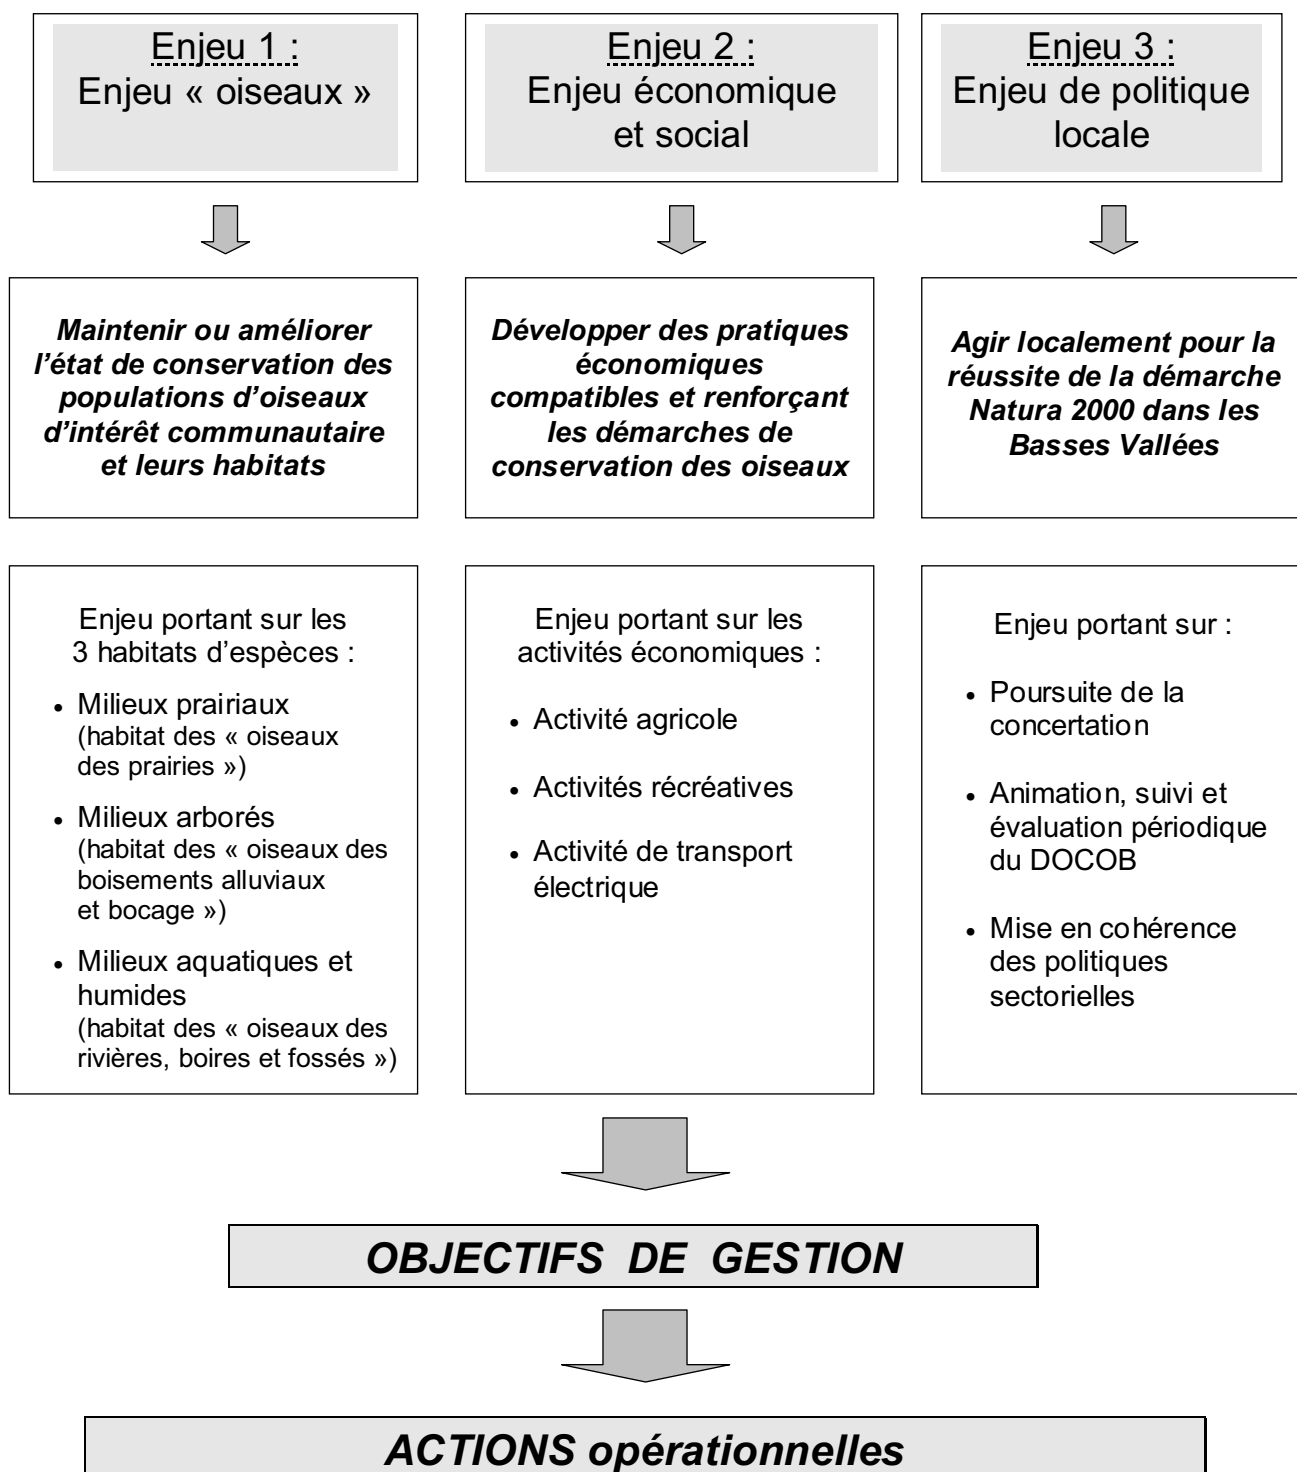 Enjeu 1 :
Enjeu « oiseaux »
Enjeu 2 :
Enjeu économique
et social
Enjeu 3 :
Enjeu de politique
locale
Maintenir ou améliorer
l’état de conservation des
populations d’oiseaux
d’intérêt communautaire
et leurs habitats
Développer des pratiques
économiques
compatibles et renforçant
les démarches de
conservation des oiseaux
Agir localement pour la
réussite de la démarche
Natura 2000 dans les
Basses Vallées
Enjeu portant sur les
3 habitats d’espèces :
• Milieux prairiaux
(habitat des « oiseaux
des prairies »)
• Milieux arborés
(habitat des « oiseaux des
boisements alluviaux
et bocage »)
• Milieux aquatiques et
humides
(habitat des « oiseaux des
rivières, boires et fossés »)
Enjeu portant sur les
activités économiques :
• Activité agricole
• Activités récréatives
• Activité de transport
électrique
Enjeu portant sur :
• Poursuite de la
concertation
• Animation, suivi et
évaluation périodique
du DOCOB
• Mise en cohérence
des politiques
sectorielles
OBJECTIFS DE GESTION
ACTIONS opérationnelles